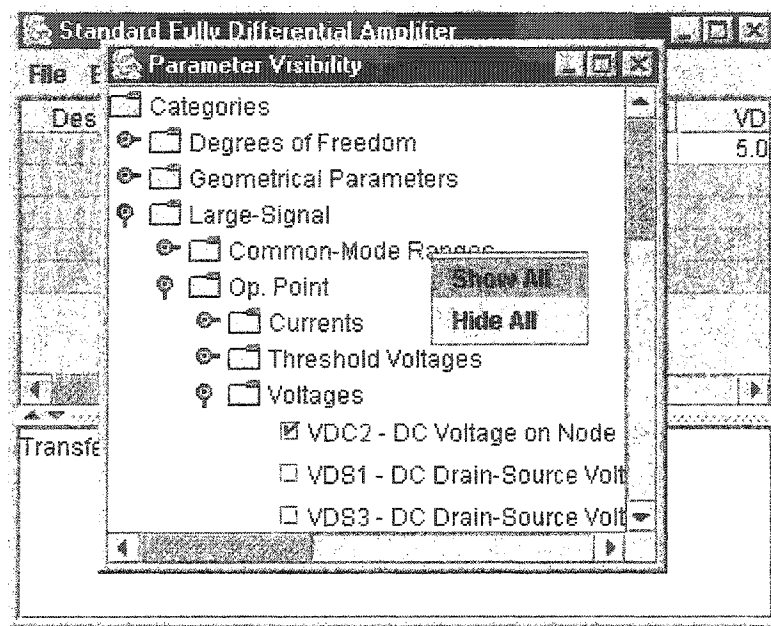 Standard Fully Differential Amplifier
File
Parameter Visibility
Des
VD
5.0
Categories
Degrees of Freedom
Geometrical Parameters
Large-Signal
Common-Mode Ranges
Show All
Hide All
Op. Point
Currents
Threshold Voltages
Voltages
VDC2 - DC Voltage on Node
VDS1 - DC Drain-Source Volt
VDS3 - DC Drain-Source Volt
Transfe